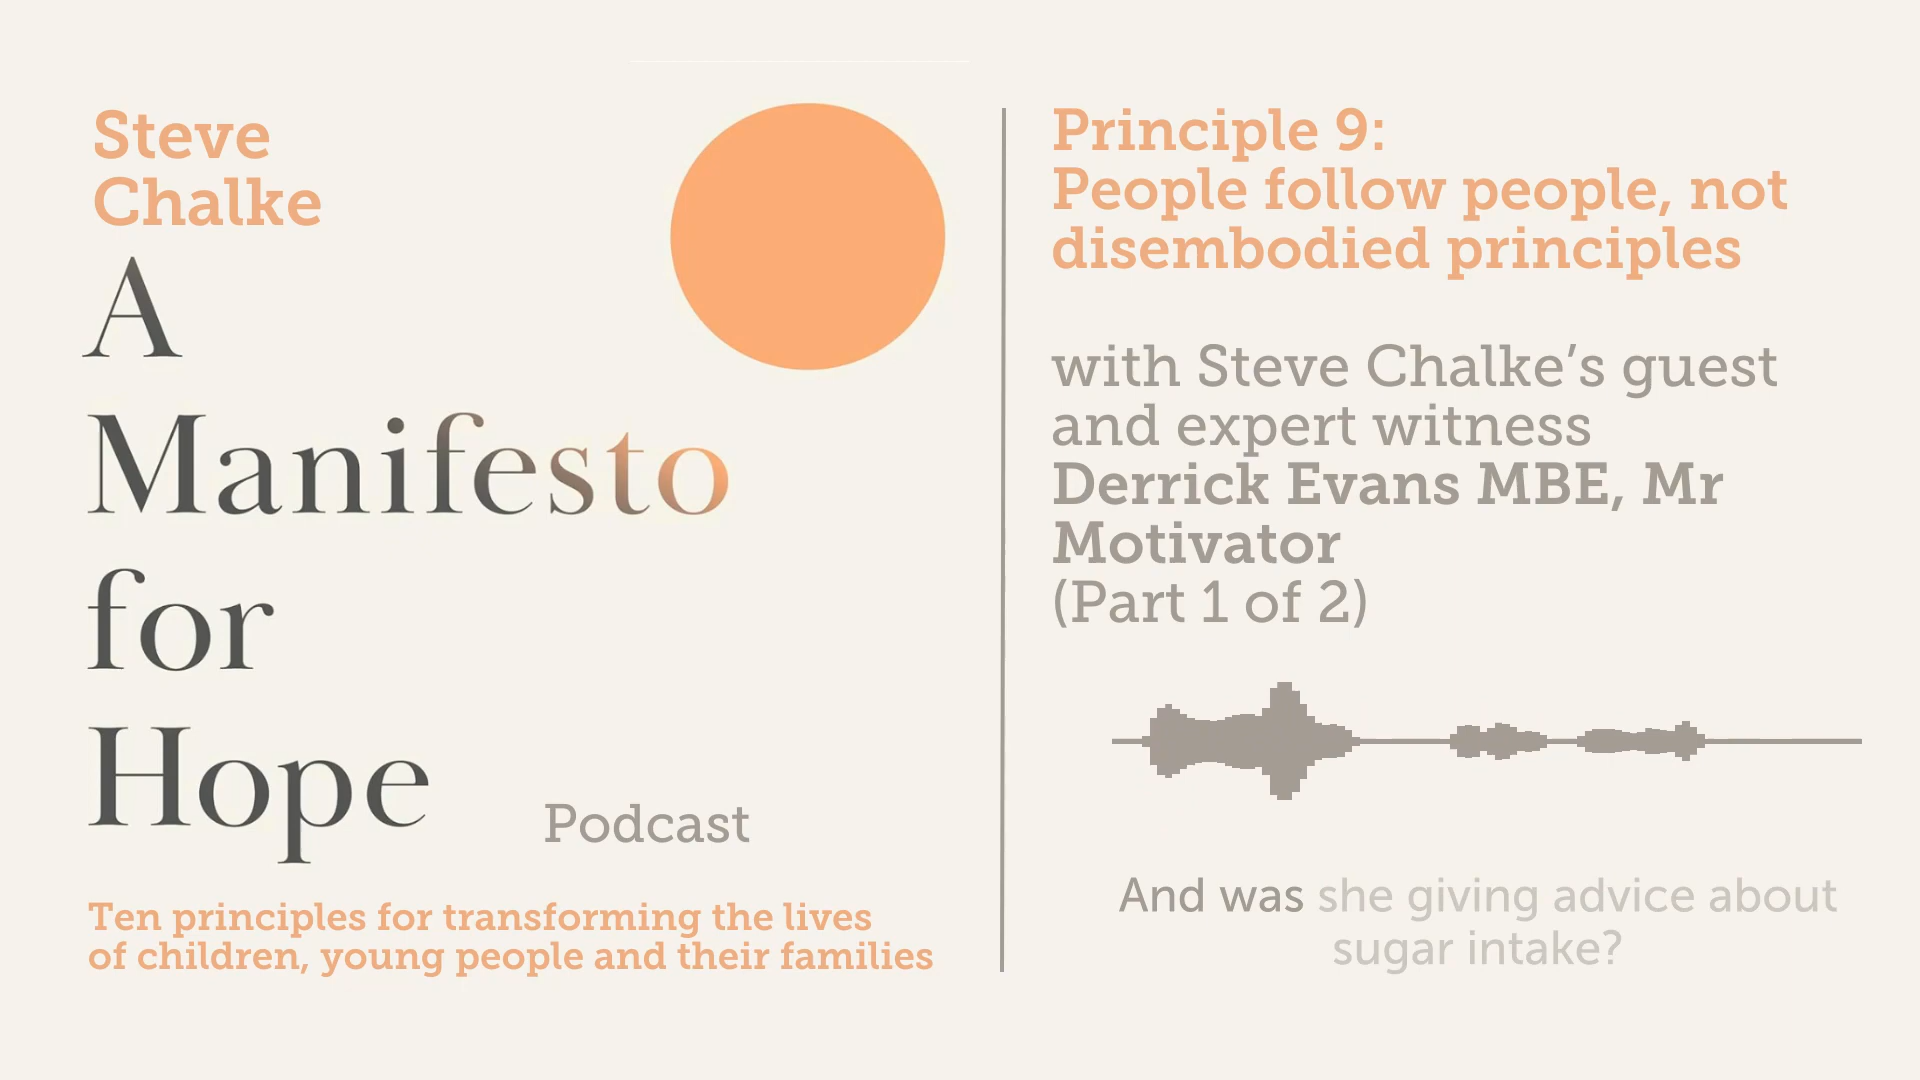 Steve
Chalke
A
Manifesto
for
Hope
Podcast
Ten principles for transforming the lives
of children, young people and their families
Principle 9:
People follow people, not
disembodied principles
with Steve Chalke’s guest
and expert witness
Derrick Evans MBE, Mr
Motivator
(Part 1 of 2)
And was she giving advice about
sugar intake?